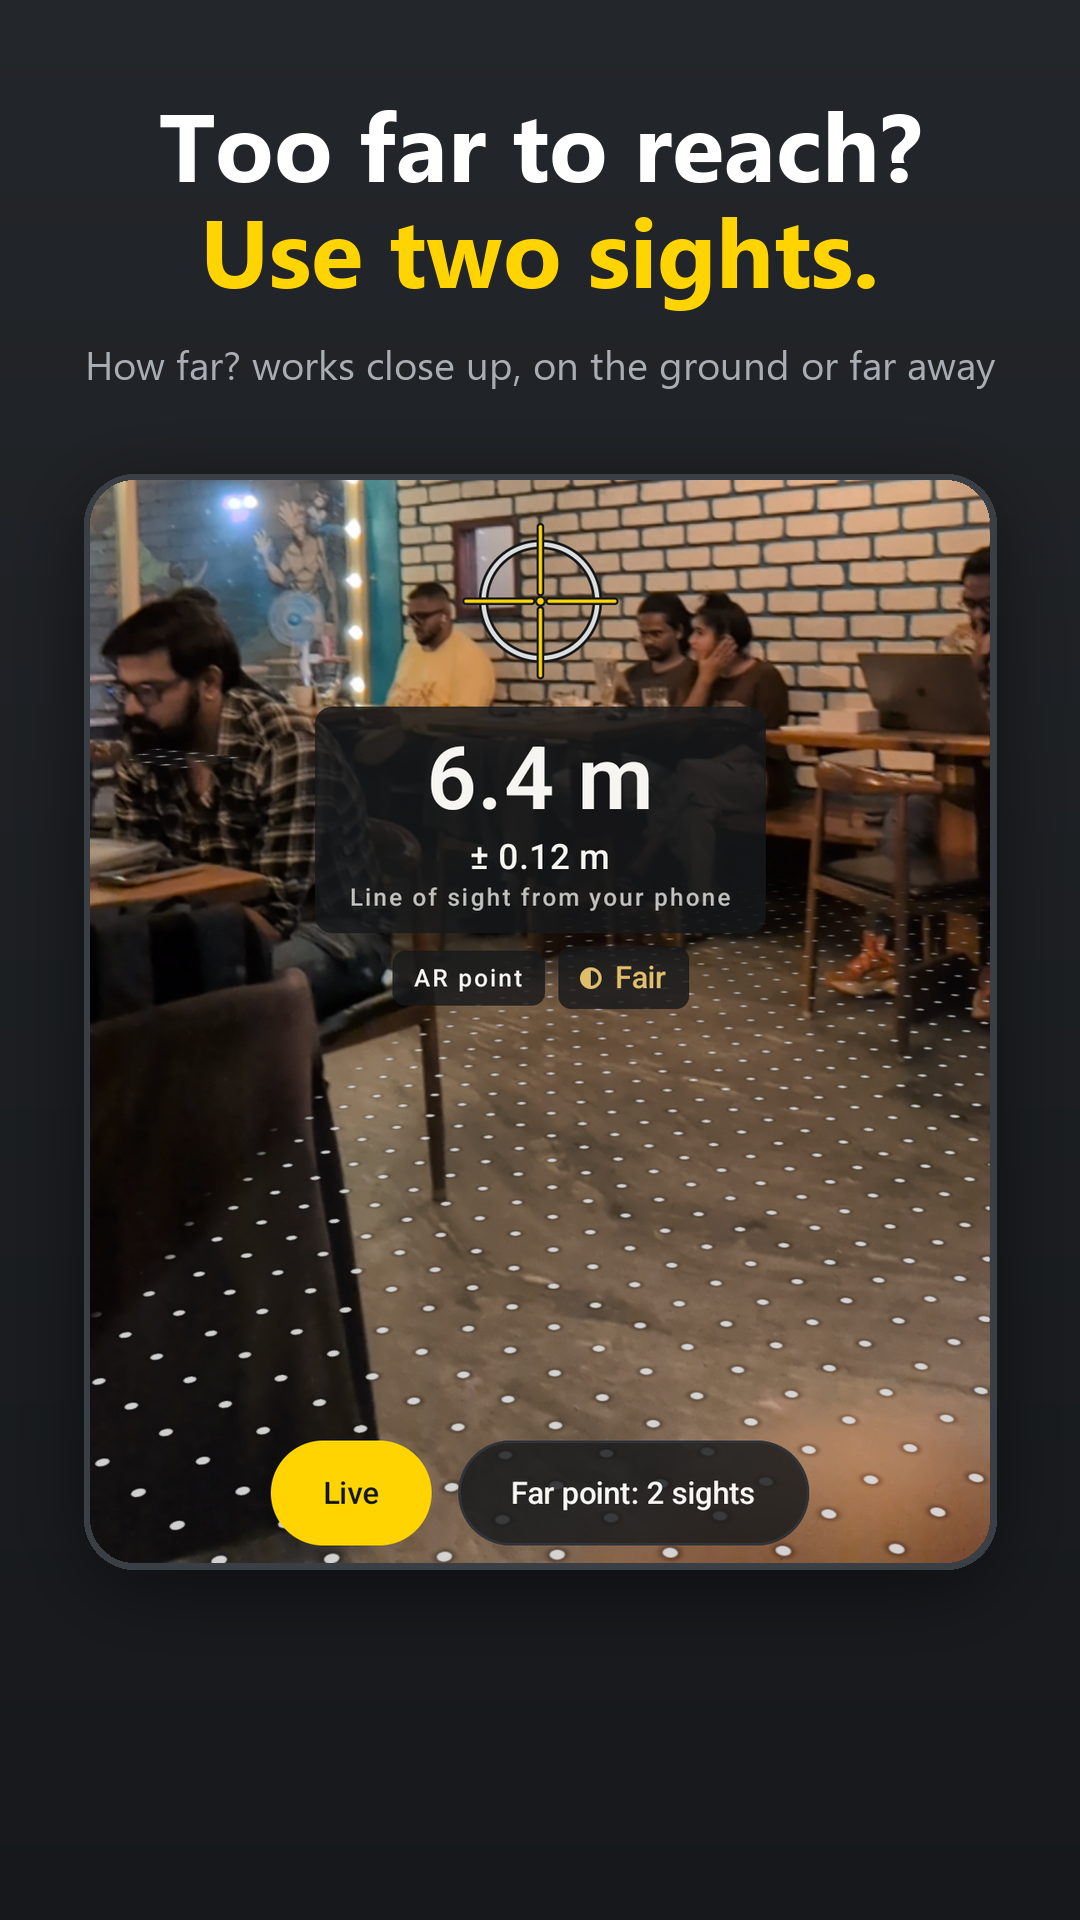 Too far to reach?
Use two sights.
How far? works close up, on the ground or far away
6.4 m
± 0.12 m
Line of sight from your phone
AR point
Fair
Live
Far point: 2 sights